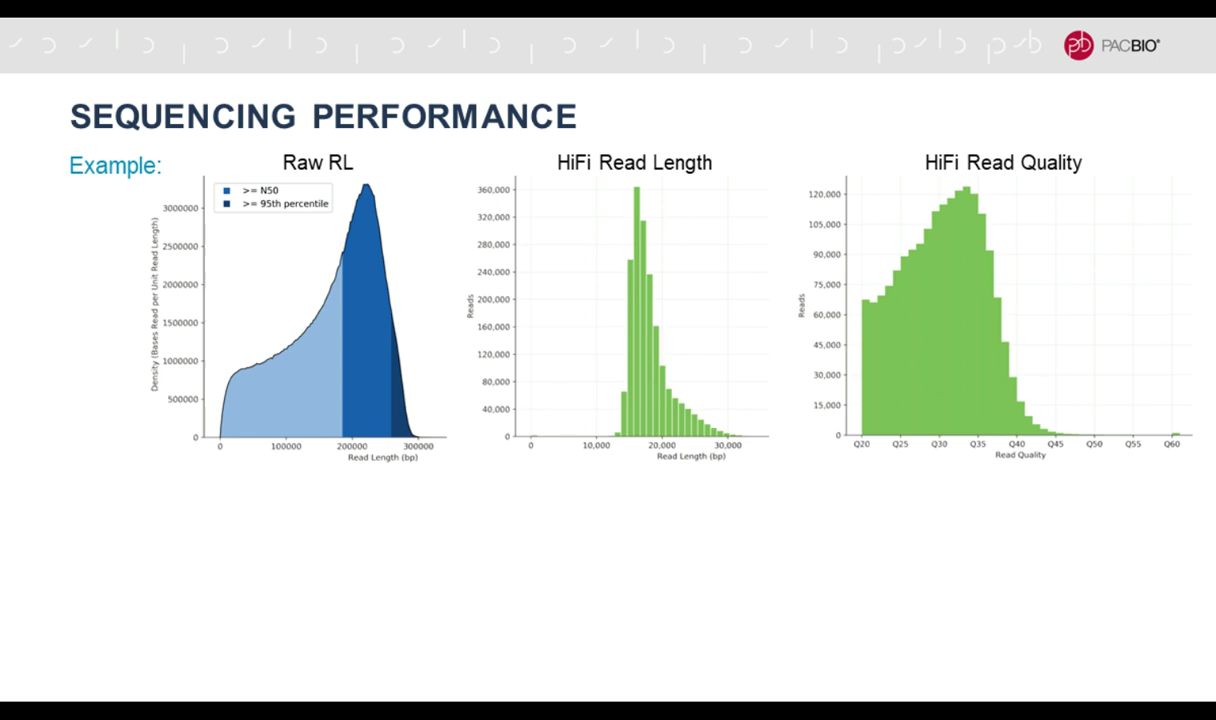 PACBIO®
SEQUENCING PERFORMANCE
Example:
Raw RL
>= N50
>= 95th percentile
Density (Bases Read per Unit Read Length)
3000000
2500000
2000000
1500000
1000000
500000
0
0 100000 200000 300000
Read Length (bp)
HiFi Read Length
Reads
360,000
320,000
280,000
240,000
200,000
160,000
120,000
80,000
40,000
0
0 10,000 20,000 30,000
Read Length (bp)
HiFi Read Quality
Reads
120,000
105,000
90,000
75,000
60,000
45,000
30,000
15,000
0
Q20 Q25 Q30 Q35 Q40 Q45 Q50 Q55 Q60
Read Quality